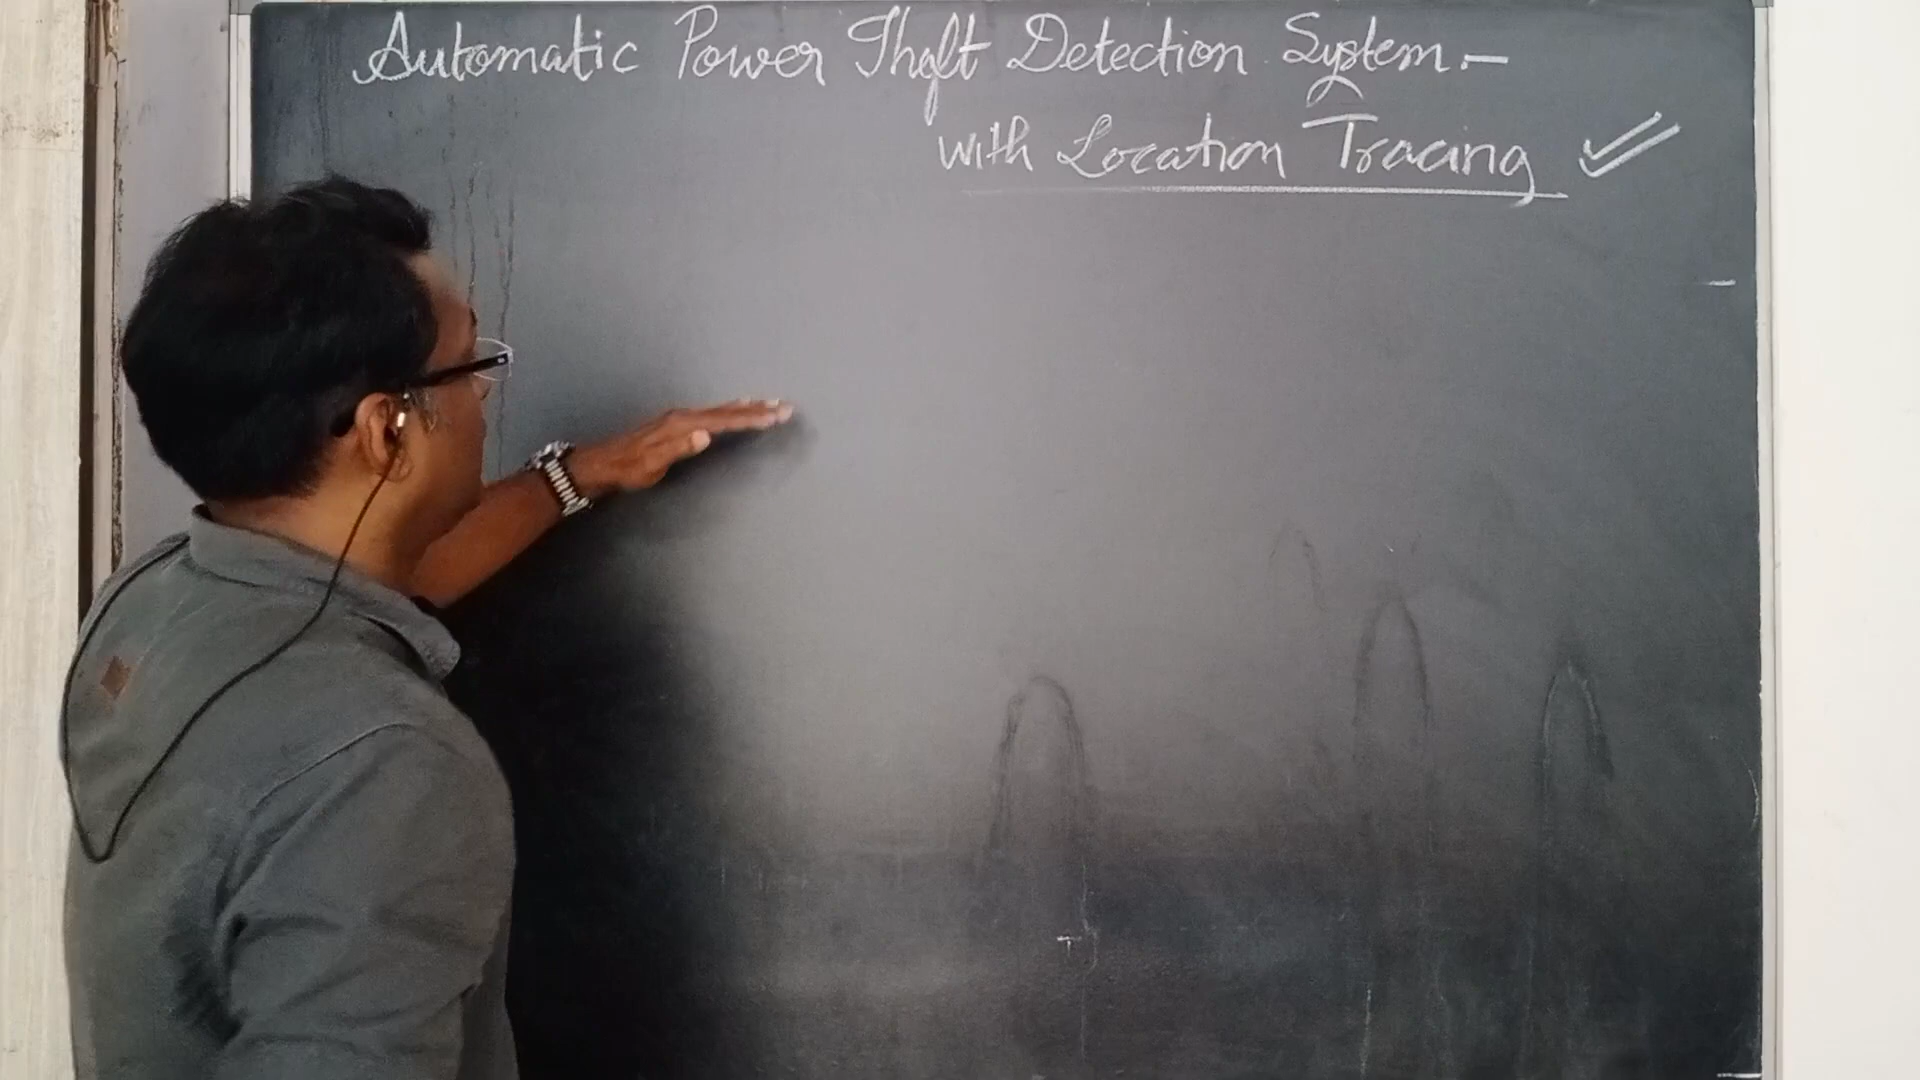 Automatic Power Theft Detection System:-
with Location Tracing